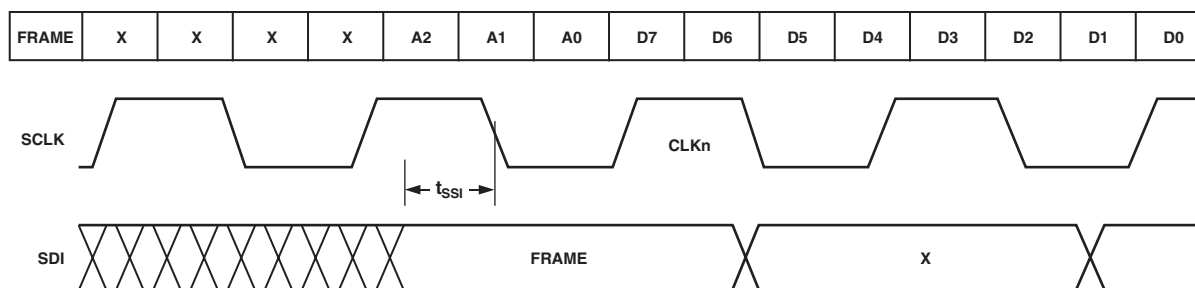 FRAME X X X X A2 A1 A0 D7 D6 D5 D4 D3 D2 D1 D0
SCLK CLKn
tSSI
SDI FRAME X